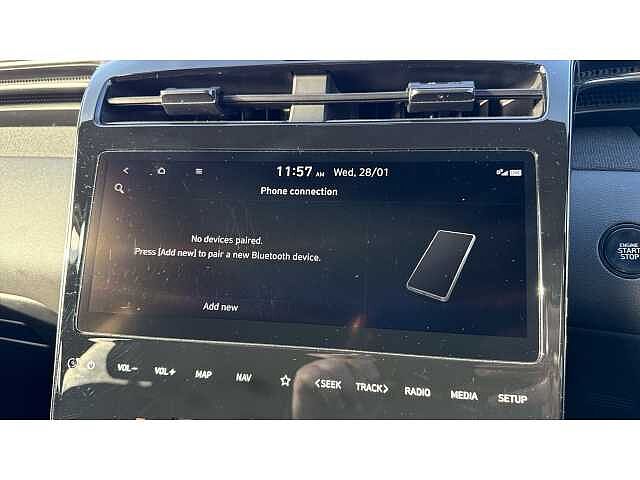 11:57 AM Wed, 28/01
Phone connection
No devices paired.
Press [Add new] to pair a new Bluetooth device.
Add new
ENGINE
START
STOP
VOL− VOL+ MAP NAV <SEEK TRACK> RADIO MEDIA SETUP